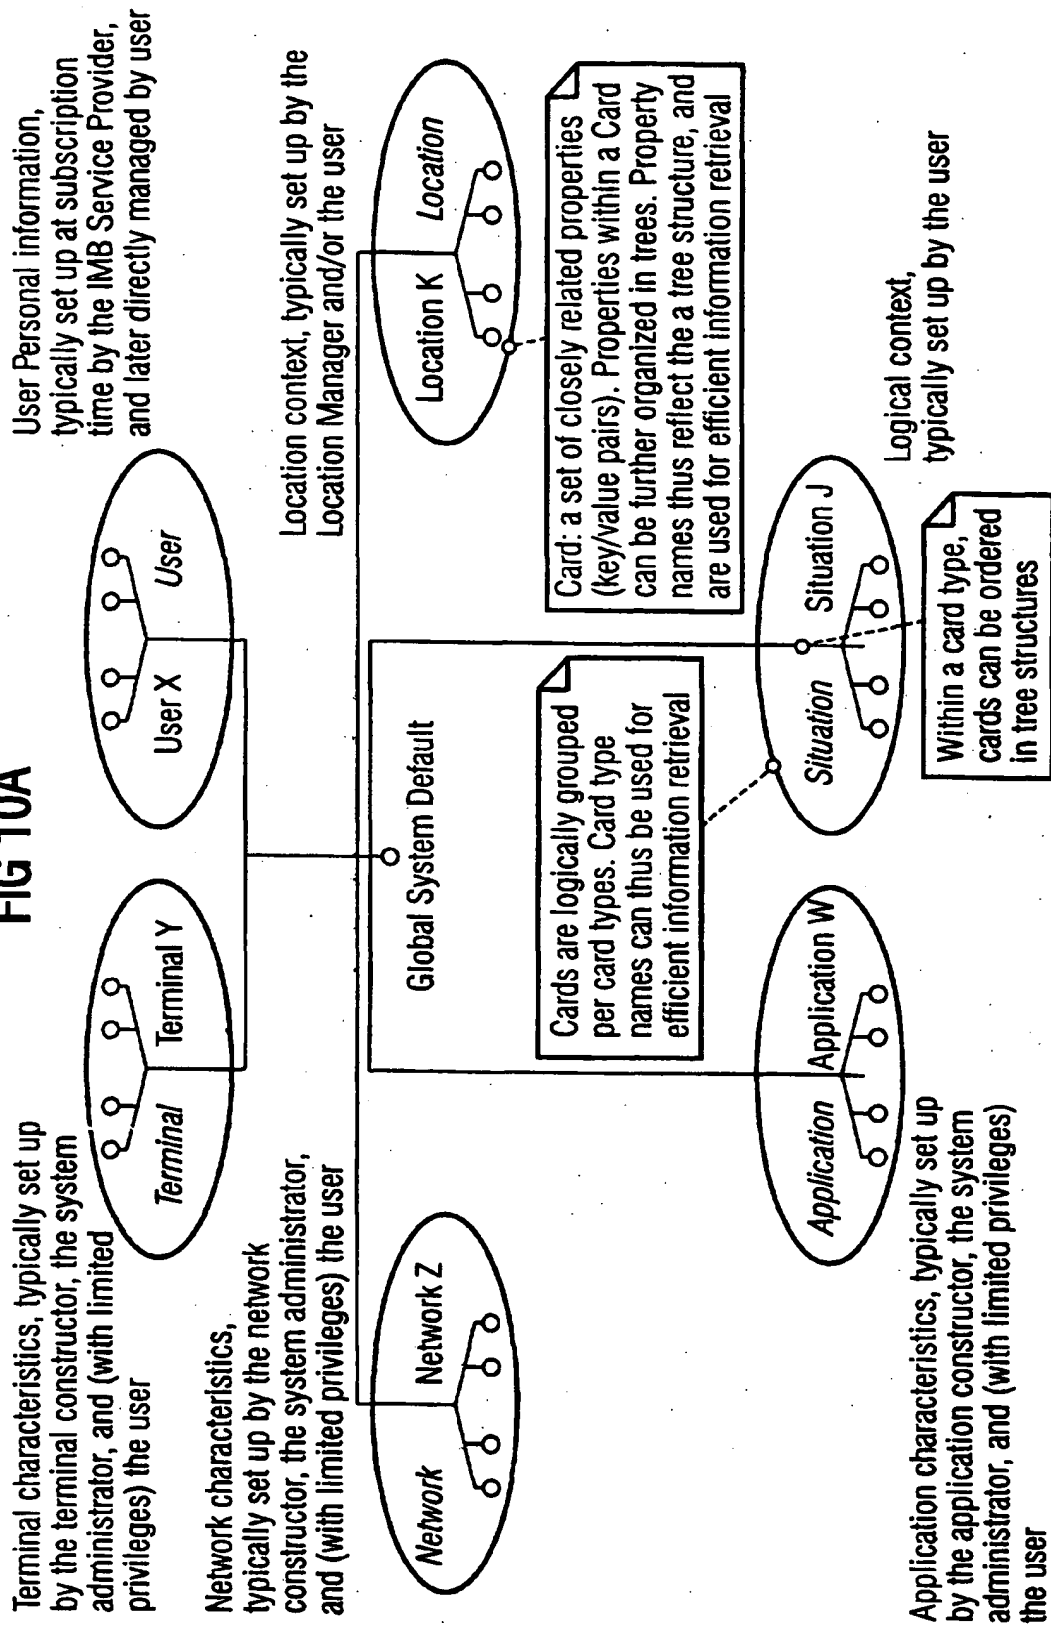 FIG 10A
Terminal characteristics, typically set up
by the terminal constructor, the system
administrator, and (with limited
privileges) the user
Terminal
Terminal Y
User X
User
User Personal information,
typically set up at subscription
time by the IMB Service Provider,
and later directly managed by user
Network characteristics,
typically set up by the network
constructor, the system administrator,
and (with limited privileges) the user
Network
Network Z
Global System Default
Location context, typically set up by the
Location Manager and/or the user
Location K
Location
Cards are logically grouped
per card types. Card type
names can thus be used for
efficient information retrieval
Card: a set of closely related properties
(key/value pairs). Properties within a Card
can be further organized in trees. Property
names thus reflect the a tree structure, and
are used for efficient information retrieval
Application
Application W
Situation
Situation J
Application characteristics, typically set up
by the application constructor, the system
administrator, and (with limited privileges)
the user
Within a card type,
cards can be ordered
in tree structures
Logical context,
typically set up by the user